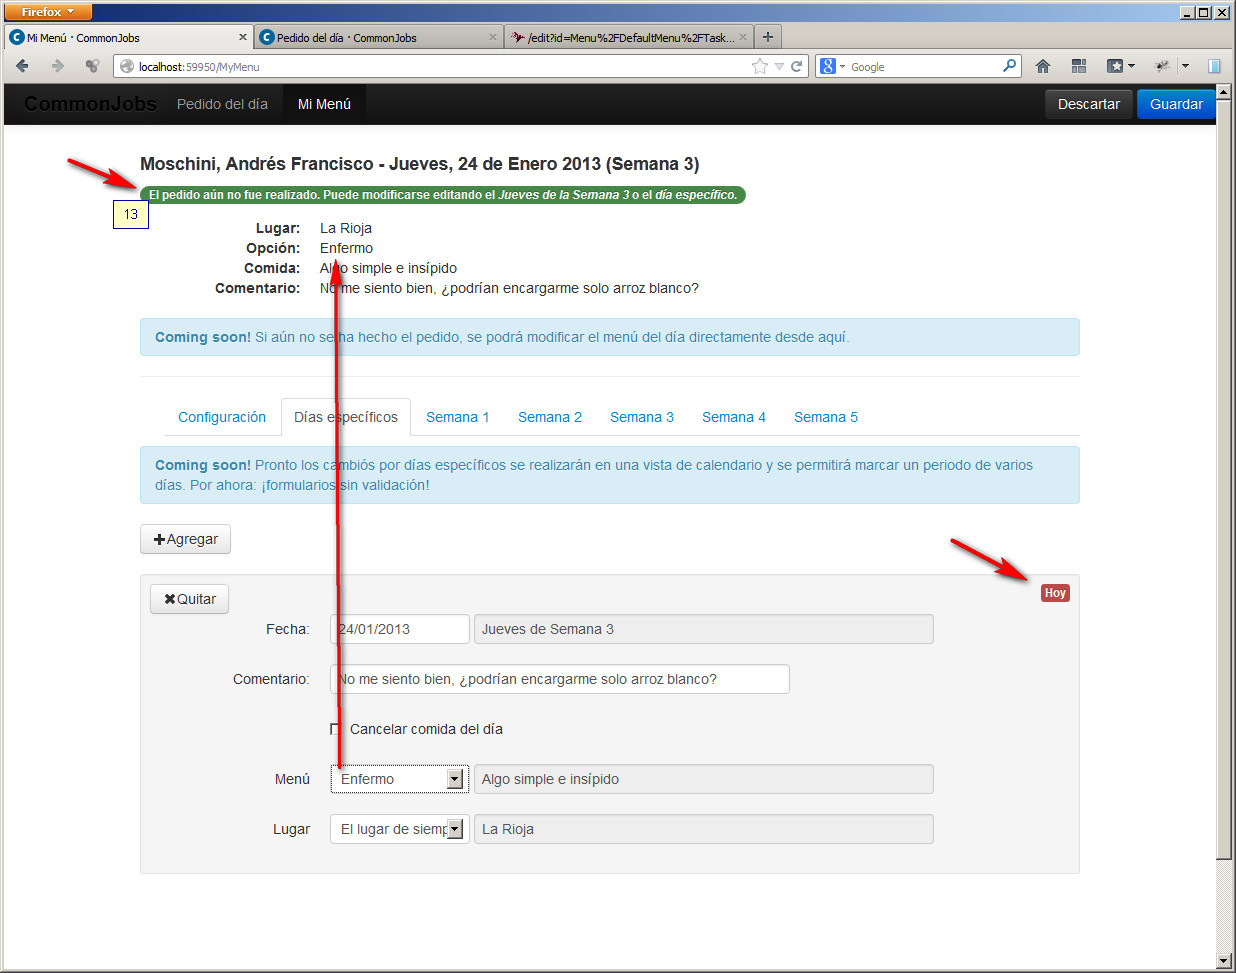 Firefox
Mi Menú · CommonJobs
Pedido del día · CommonJobs
/edit?id=Menu%2FDefaultMenu%2FTask...
localhost:59950/MyMenu
Google
CommonJobs
Pedido del día
Mi Menú
Descartar
Guardar
Moschini, Andrés Francisco - Jueves, 24 de Enero 2013 (Semana 3)
El pedido aún no fue realizado. Puede modificarse editando el Jueves de la Semana 3 o el día específico.
13
Lugar: La Rioja
Opción: Enfermo
Comida: Algo simple e insípido
Comentario: No me siento bien, ¿podrían encargarme solo arroz blanco?
Coming soon! Si aún no se ha hecho el pedido, se podrá modificar el menú del día directamente desde aquí.
Configuración
Días específicos
Semana 1
Semana 2
Semana 3
Semana 4
Semana 5
Coming soon! Pronto los cambiós por días específicos se realizarán en una vista de calendario y se permitirá marcar un periodo de varios
días. Por ahora: ¡formularios sin validación!
Agregar
Quitar
Hoy
Fecha: 24/01/2013 Jueves de Semana 3
Comentario: No me siento bien, ¿podrían encargarme solo arroz blanco?
Cancelar comida del día
Menú Enfermo Algo simple e insípido
Lugar El lugar de siemp La Rioja